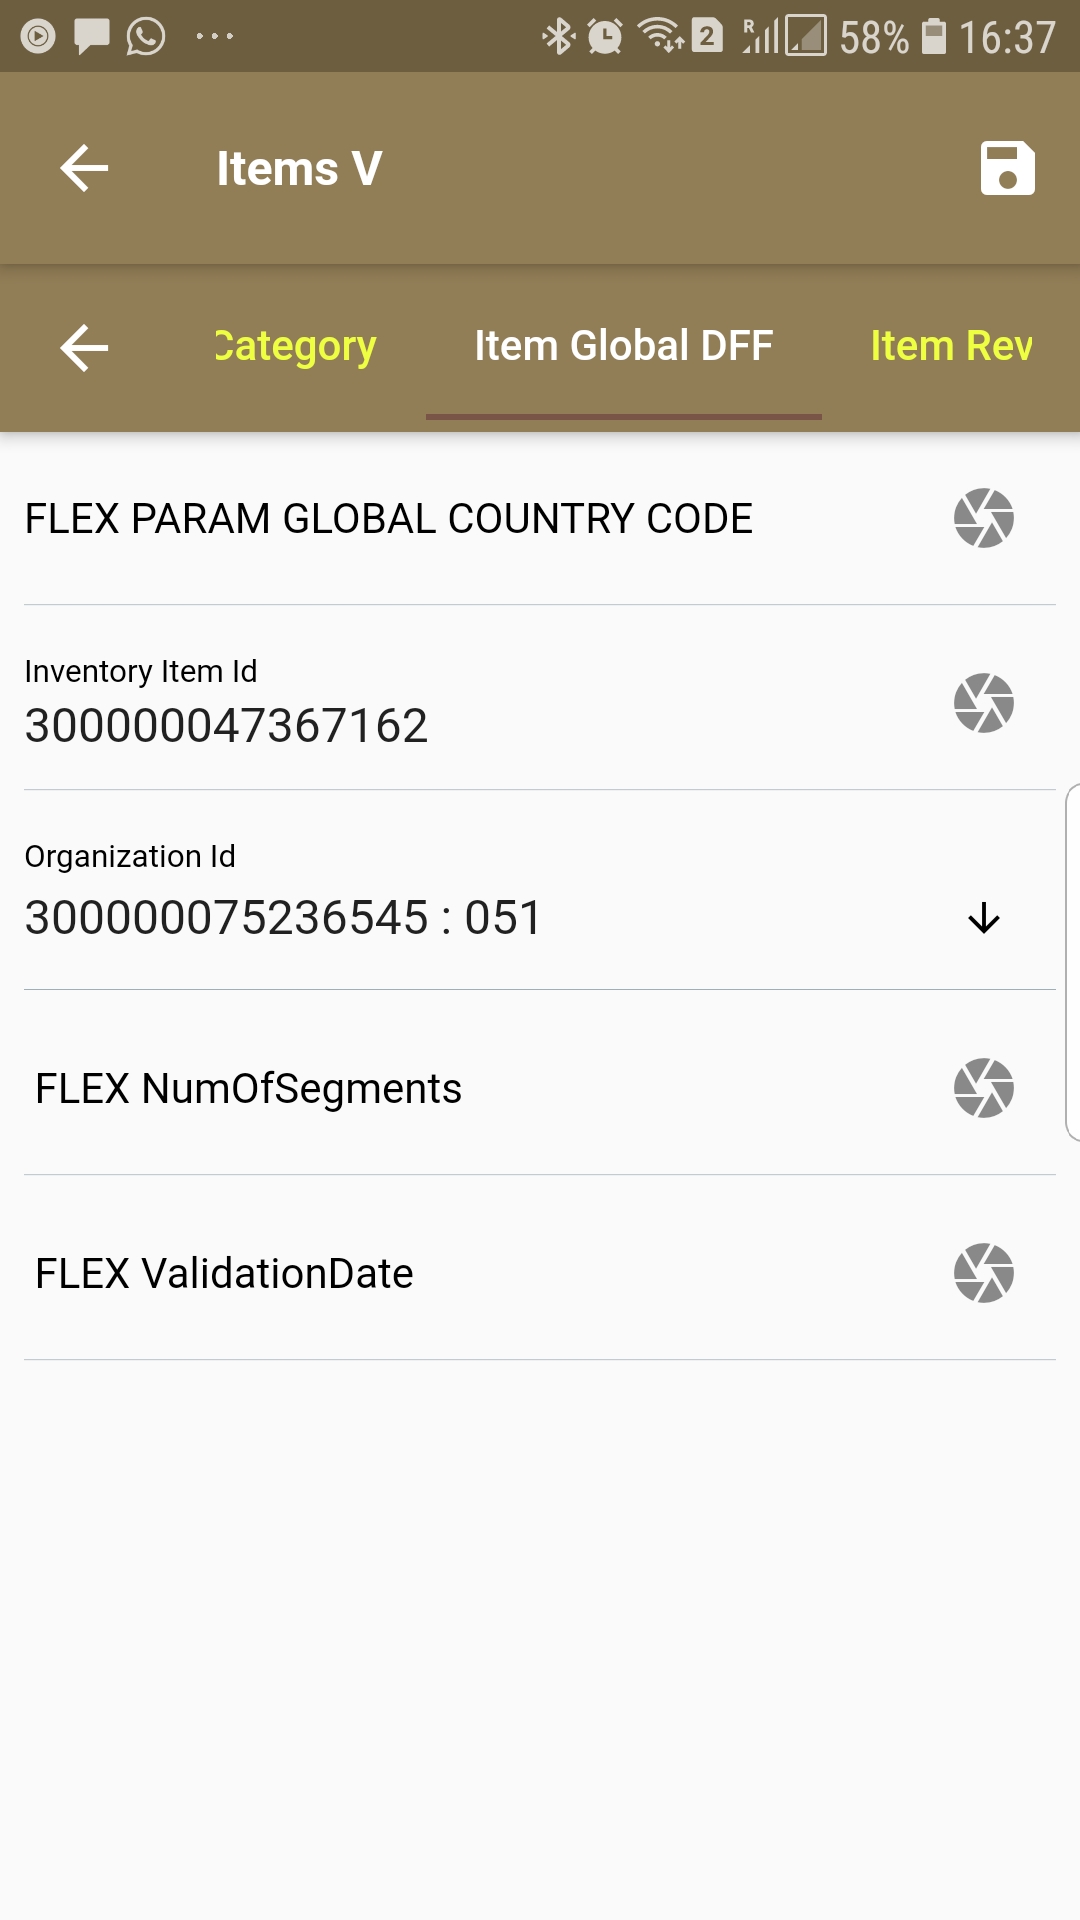 R 2 58% 16:37
Items V
Category Item Global DFF Item Rev
FLEX PARAM GLOBAL COUNTRY CODE
Inventory Item Id
300000047367162
Organization Id
300000075236545 : 051
FLEX NumOfSegments
FLEX ValidationDate